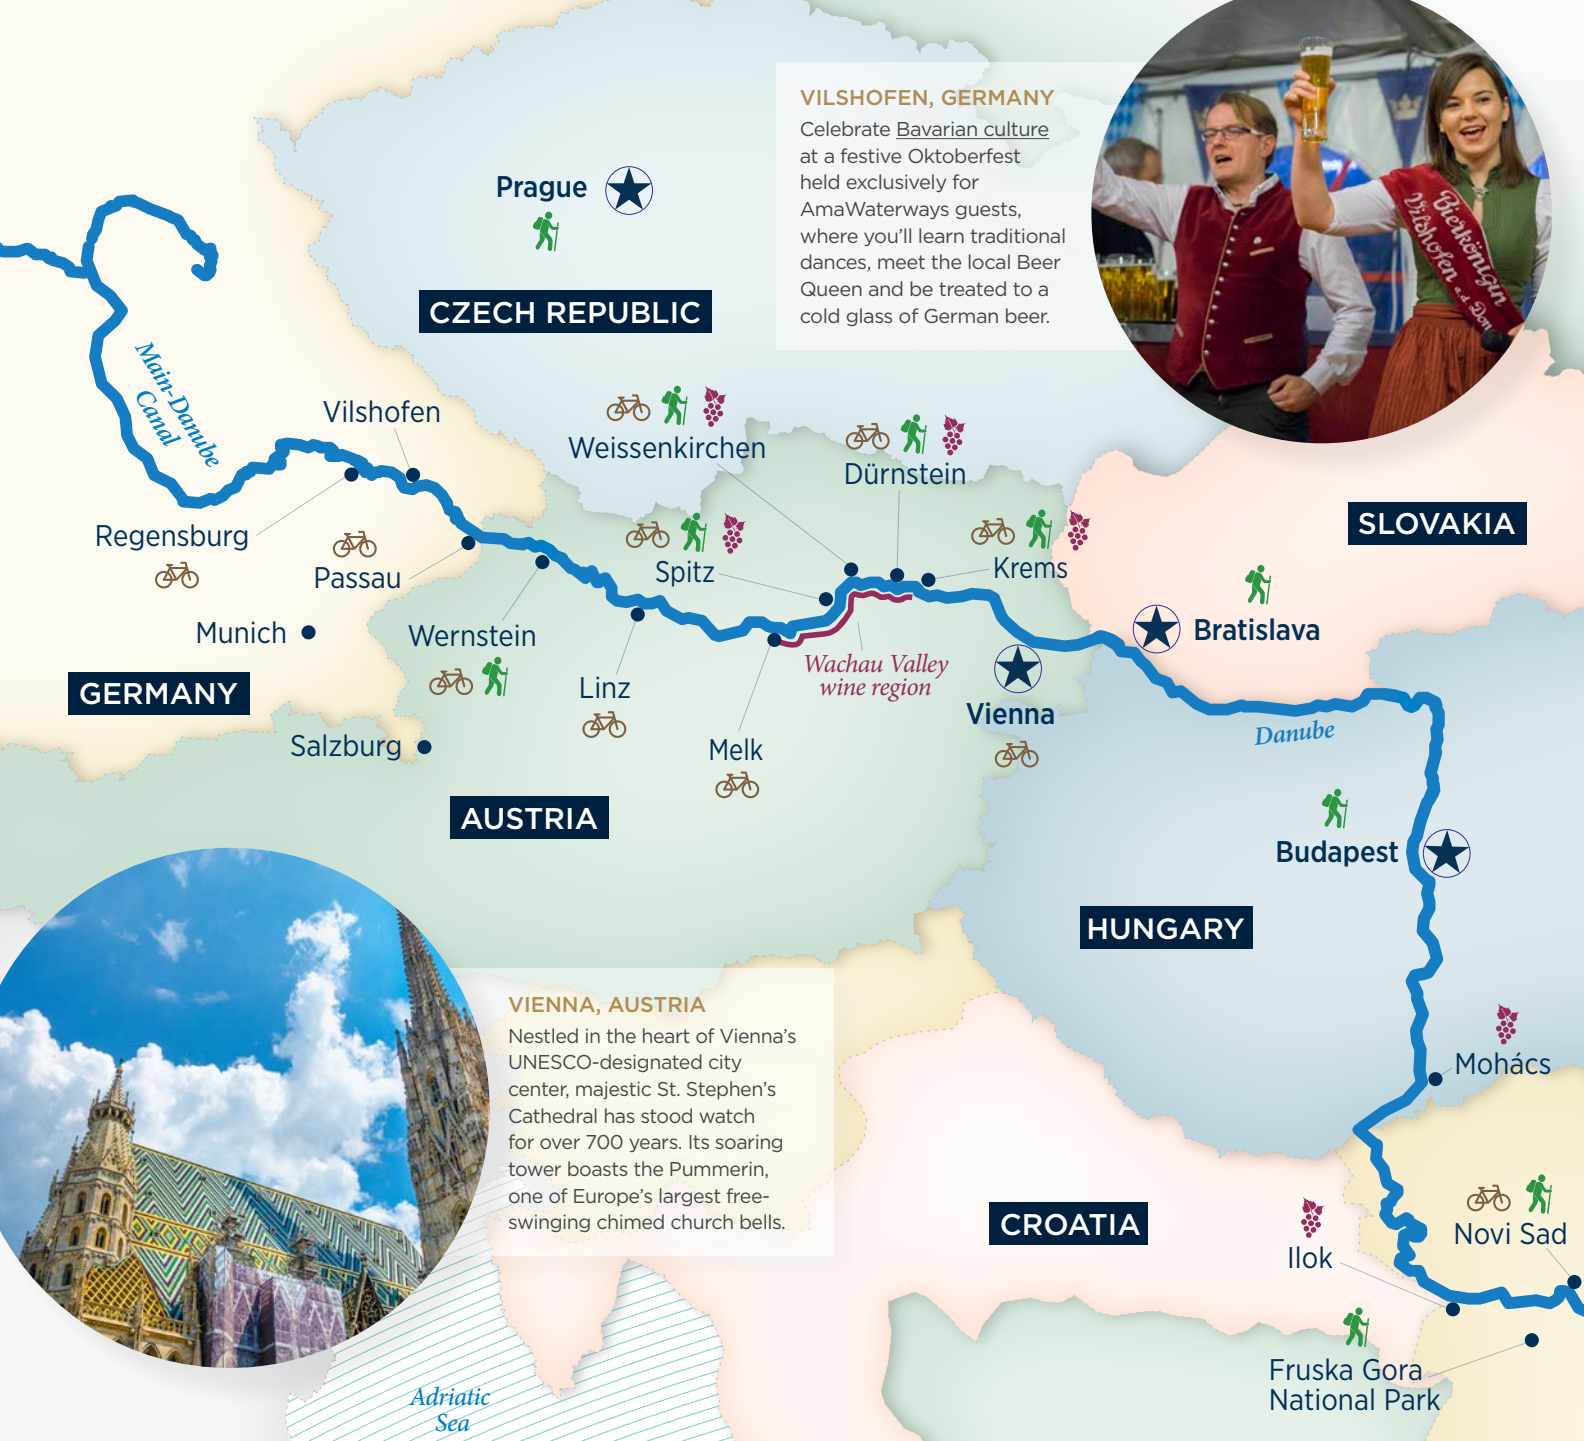 VILSHOFEN, GERMANY
Celebrate Bavarian culture
at a festive Oktoberfest
held exclusively for
AmaWaterways guests,
where you’ll learn traditional
dances, meet the local Beer
Queen and be treated to a
cold glass of German beer.
Bierkönigin
Vilshofen a.d. Don
Prague
CZECH REPUBLIC
Main-Danube
Canal
Vilshofen
Weissenkirchen
Dürnstein
SLOVAKIA
Regensburg
Passau
Spitz
Krems
Munich
Wernstein
Bratislava
Wachau Valley
wine region
GERMANY
Linz
Vienna
Danube
Salzburg
Melk
AUSTRIA
Budapest
HUNGARY
VIENNA, AUSTRIA
Nestled in the heart of Vienna’s
UNESCO-designated city
center, majestic St. Stephen’s
Cathedral has stood watch
for over 700 years. Its soaring
tower boasts the Pummerin,
one of Europe’s largest free-
swinging chimed church bells.
Mohács
CROATIA
Novi Sad
Ilok
Fruska Gora
National Park
Adriatic
Sea